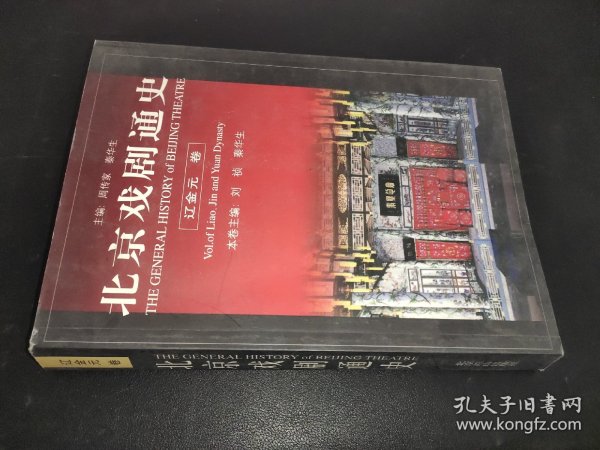 主编：周传家 秦华生
北京戏剧通史
THE GENERAL HISTORY of BEIJING THEATRE
辽金元 卷
Vol.of Liao, Jin and Yuan Dynasty
本卷主编：刘 祯 秦华生
辽金元 卷
THE GENERAL HISTORY of BEIJING THEATRE
北京戏剧通史
孔夫子旧书网
www.kongfz.com